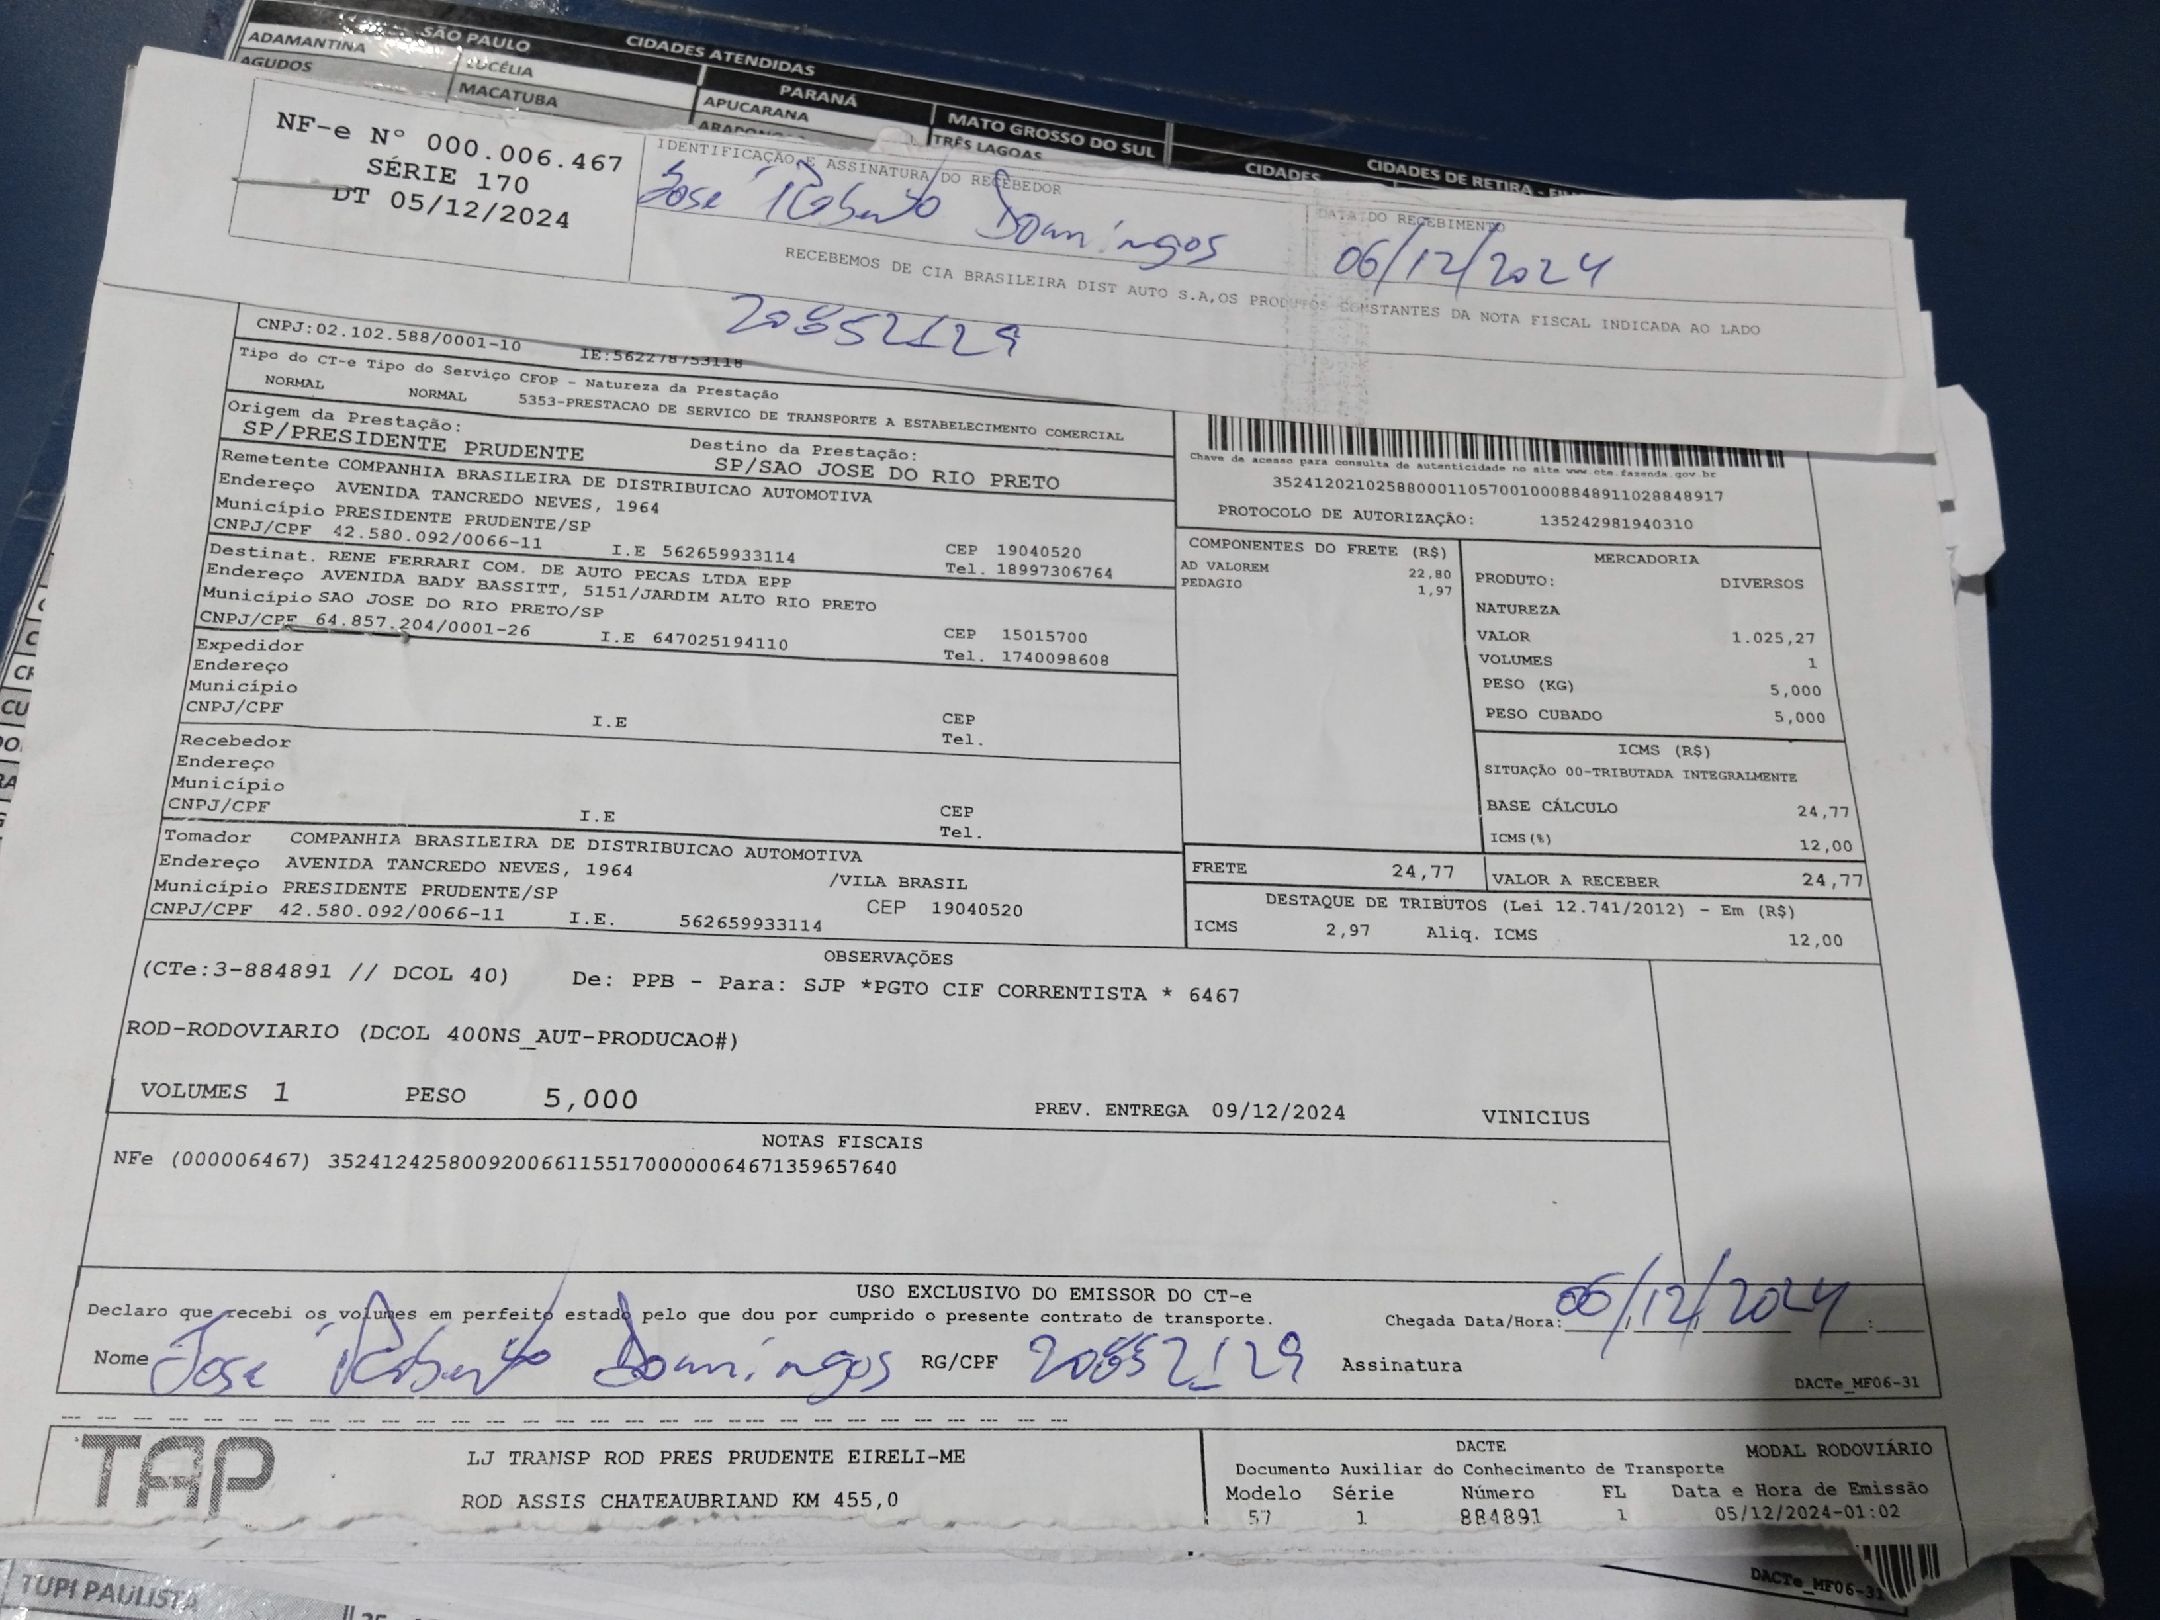 SÃO PAULO
CIDADES ATENDIDAS
ADAMANTINA
LUCÉLIA
PARANÁ
AGUDOS
MACATUBA
APUCARANA
MATO GROSSO DO SUL
TRÊS LAGOAS
CIDADES
CIDADES DE RETIRA
NF-e N° 000.006.467
SÉRIE 170
DT 05/12/2024
IDENTIFICAÇÃO E ASSINATURA DO RECEBEDOR
José Roberto Domingos
DATA DO RECEBIMENTO
06/12/2024
RECEBEMOS DE CIA BRASILEIRA DIST AUTO S.A,OS PRODUTOS CONSTANTES DA NOTA FISCAL INDICADA AO LADO
CNPJ:02.102.588/0001-10 IE:562278753118
Tipo do CT-e Tipo do Serviço CFOP - Natureza da Prestação
NORMAL NORMAL 5353-PRESTACAO DE SERVICO DE TRANSPORTE A ESTABELECIMENTO COMERCIAL
Origem da Prestação: Destino da Prestação:
SP/PRESIDENTE PRUDENTE SP/SAO JOSE DO RIO PRETO
Chave de acesso para consulta de autenticidade no site www.cte.fazenda.gov.br
35241202102588000110570010008848911028848917
PROTOCOLO DE AUTORIZAÇÃO: 135242981940310
Remetente COMPANHIA BRASILEIRA DE DISTRIBUICAO AUTOMOTIVA
Endereço AVENIDA TANCREDO NEVES, 1964
Município PRESIDENTE PRUDENTE/SP CEP 19040520
CNPJ/CPF 42.580.092/0066-11 I.E 562659933114 Tel. 18997306764
Destinat. RENE FERRARI COM. DE AUTO PECAS LTDA EPP
Endereço AVENIDA BADY BASSITT, 5151/JARDIM ALTO RIO PRETO
Município SAO JOSE DO RIO PRETO/SP CEP 15015700
CNPJ/CPF 64.857.204/0001-26 I.E 647025194110 Tel. 1740098608
Expedidor
Endereço
Município CEP
CNPJ/CPF I.E Tel.
Recebedor
Endereço
Município CEP
CNPJ/CPF I.E Tel.
Tomador COMPANHIA BRASILEIRA DE DISTRIBUICAO AUTOMOTIVA
Endereço AVENIDA TANCREDO NEVES, 1964 /VILA BRASIL
Município PRESIDENTE PRUDENTE/SP CEP 19040520
CNPJ/CPF 42.580.092/0066-11 I.E. 562659933114
COMPONENTES DO FRETE (R$)
AD VALOREM 22,80
PEDAGIO 1,97
MERCADORIA
PRODUTO: DIVERSOS
NATUREZA
VALOR 1.025,27
VOLUMES 1
PESO (KG) 5,000
PESO CUBADO 5,000
ICMS (R$)
SITUAÇÃO 00-TRIBUTADA INTEGRALMENTE
BASE CÁLCULO 24,77
ICMS(%) 12,00
FRETE 24,77 VALOR A RECEBER 24,77
DESTAQUE DE TRIBUTOS (Lei 12.741/2012) - Em (R$)
ICMS 2,97 Aliq. ICMS 12,00
OBSERVAÇÕES
(CTe:3-884891 // DCOL 40) De: PPB - Para: SJP *PGTO CIF CORRENTISTA * 6467
ROD-RODOVIARIO (DCOL 400NS_AUT-PRODUCAO#)
VOLUMES 1 PESO 5,000 PREV. ENTREGA 09/12/2024 VINICIUS
NOTAS FISCAIS
NFe (000006467) 35241242580092006611551700000064671359657640
USO EXCLUSIVO DO EMISSOR DO CT-e
Declaro que recebi os volumes em perfeito estado pelo que dou por cumprido o presente contrato de transporte. Chegada Data/Hora: 06/12/2024
Nome José Roberto Domingos RG/CPF Assinatura
DACTe_MF06-31
TAP
LJ TRANSP ROD PRES PRUDENTE EIRELI-ME
ROD ASSIS CHATEAUBRIAND KM 455,0
DACTE MODAL RODOVIÁRIO
Documento Auxiliar do Conhecimento de Transporte
Modelo Série Número FL Data e Hora de Emissão
57 1 884891 1 05/12/2024-01:02
DACTe_MF06-31
TUPI PAULISTA